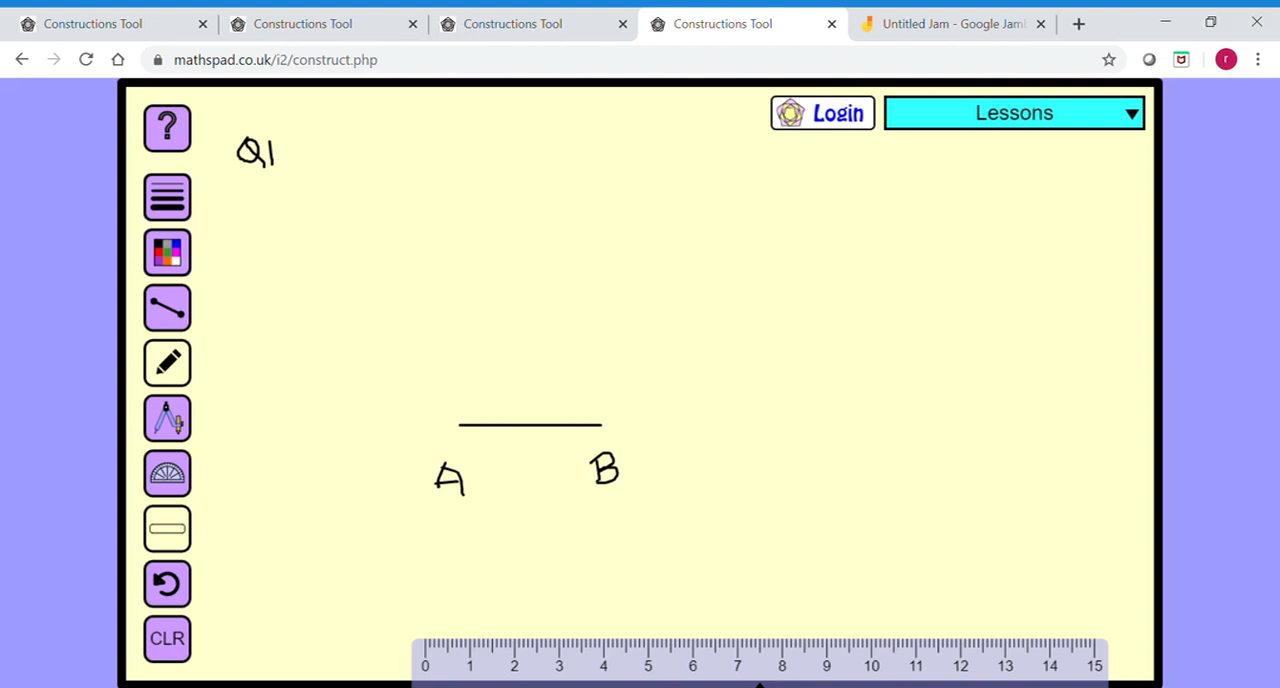 Constructions Tool
Constructions Tool
Constructions Tool
Constructions Tool
Untitled Jam - Google Jaml
mathspad.co.uk/i2/construct.php
r
?
Login
Lessons
Q1
A
B
CLR
0 1 2 3 4 5 6 7 8 9 10 11 12 13 14 15